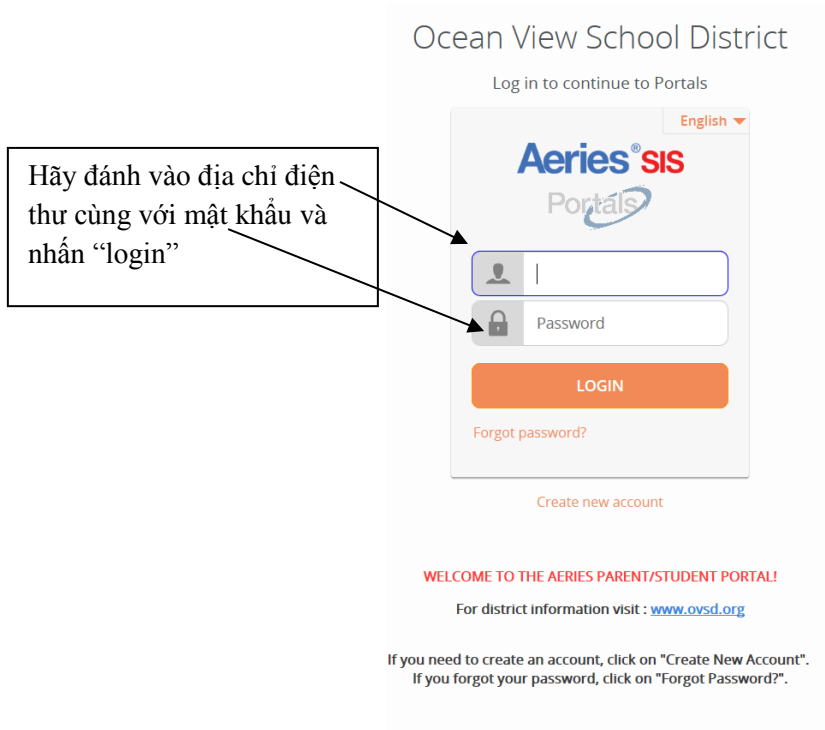 Ocean View School District
Log in to continue to Portals
English
Aeries®SIS
Portals
Hãy đánh vào địa chỉ điện
thư cùng với mật khẩu và
nhấn “login”
Password
LOGIN
Forgot password?
Create new account
WELCOME TO THE AERIES PARENT/STUDENT PORTAL!
For district information visit : www.ovsd.org
If you need to create an account, click on "Create New Account".
If you forgot your password, click on "Forgot Password?".